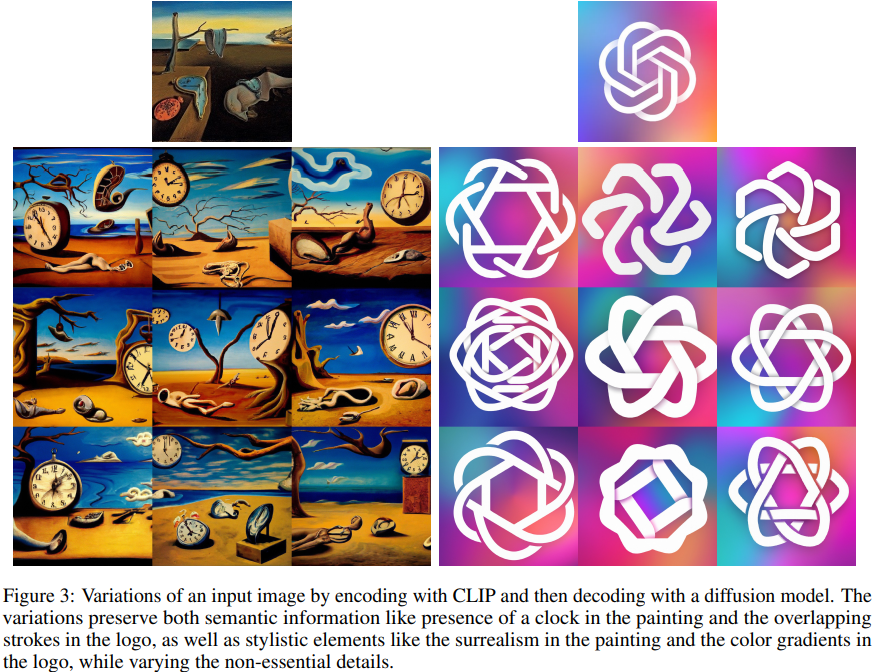 Figure 3: Variations of an input image by encoding with CLIP and then decoding with a diffusion model. The
variations preserve both semantic information like presence of a clock in the painting and the overlapping
strokes in the logo, as well as stylistic elements like the surrealism in the painting and the color gradients in
the logo, while varying the non-essential details.